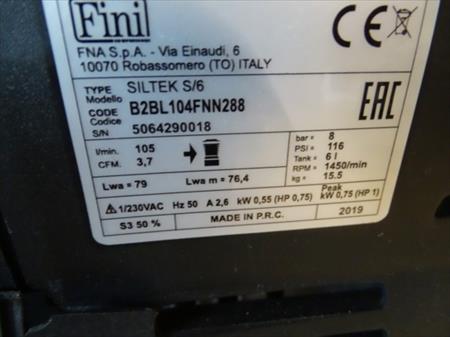 Fini
FNA S.p.A. - Via Einaudi, 6
10070 Robassomero (TO) ITALY
CE
TYPE Modello SILTEK S/6
CODE Codice B2BL104FNN288
S/N 5064290018
EAC
l/min. 105
CFM. 3,7
bar = 8
PSI = 116
Tank = 6 l
RPM = 1450/min
kg = 15.5
Lwa = 79 Lwa m = 76,4
1/230VAC Hz 50 A 2,6 kW 0,55 (HP 0,75) Peak kW 0,75 (HP 1)
S3 50 % MADE IN P.R.C. 2019